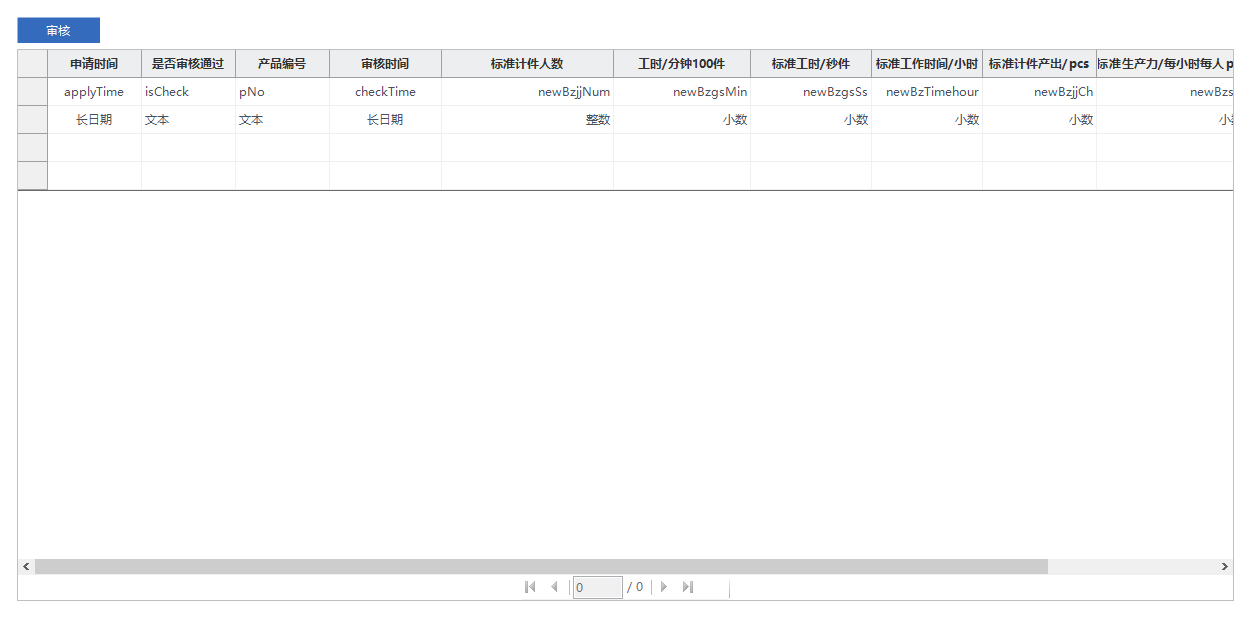 审核
申请时间 是否审核通过 产品编号 审核时间 标准计件人数 工时/分钟100件 标准工时/秒件 标准工作时间/小时 标准计件产出/pcs 标准生产力/每小时每人p
applyTime isCheck pNo checkTime newBzjjNum newBzgsMin newBzgsSs newBzTimehour newBzjjCh newBzs
长日期 文本 文本 长日期 整数 小数 小数 小数 小数 小
0 / 0